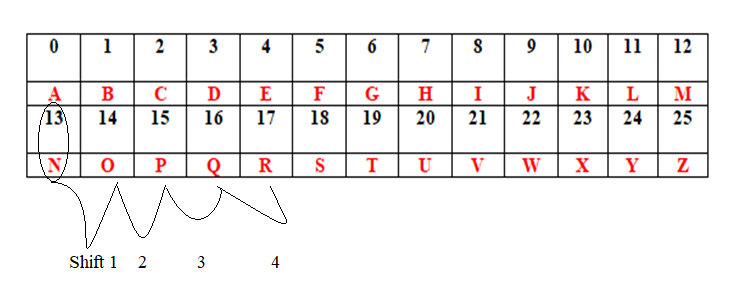 0 1 2 3 4 5 6 7 8 9 10 11 12
A B C D E F G H I J K L M
13 14 15 16 17 18 19 20 21 22 23 24 25
N O P Q R S T U V W X Y Z
Shift 1 2 3 4